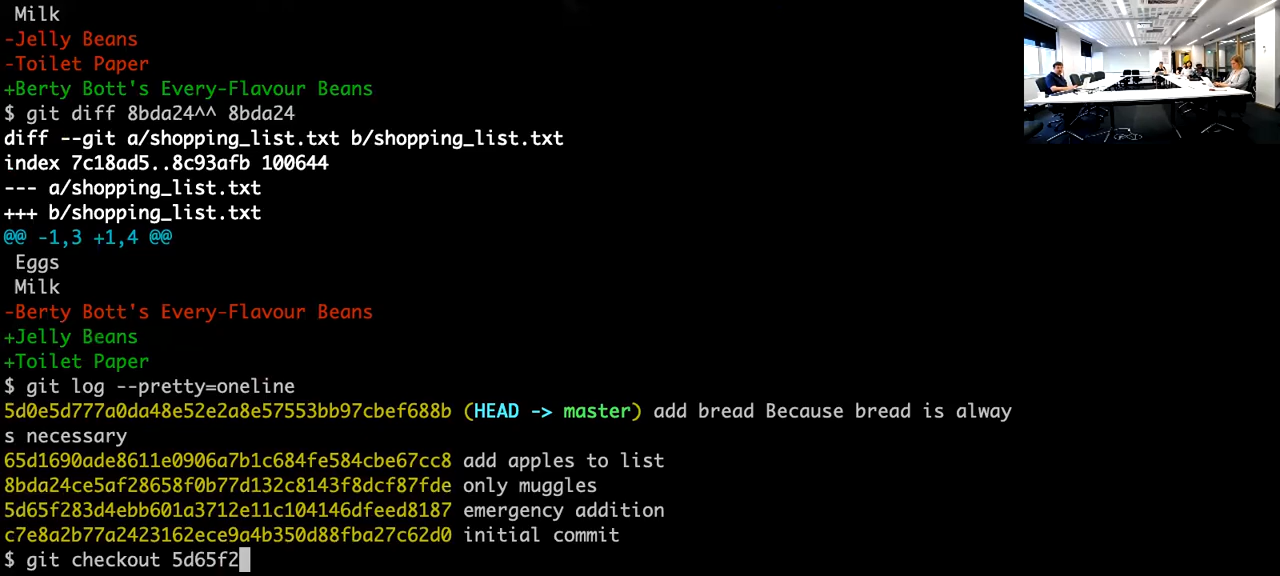 Milk
-Jelly Beans
-Toilet Paper
+Berty Bott's Every-Flavour Beans
$ git diff 8bda24^^ 8bda24
diff --git a/shopping_list.txt b/shopping_list.txt
index 7c18ad5..8c93afb 100644
--- a/shopping_list.txt
+++ b/shopping_list.txt
@@ -1,3 +1,4 @@
Eggs
Milk
-Berty Bott's Every-Flavour Beans
+Jelly Beans
+Toilet Paper
$ git log --pretty=oneline
5d0e5d777a0da48e52e2a8e57553bb97cbef688b (HEAD -> master) add bread Because bread is alway
s necessary
65d1690ade8611e0906a7b1c684fe584cbe67cc8 add apples to list
8bda24ce5af28658f0b77d132c8143f8dcf87fde only muggles
5d65f283d4ebb601a3712e11c104146dfeed8187 emergency addition
c7e8a2b77a2423162ece9a4b350d88fba27c62d0 initial commit
$ git checkout 5d65f2